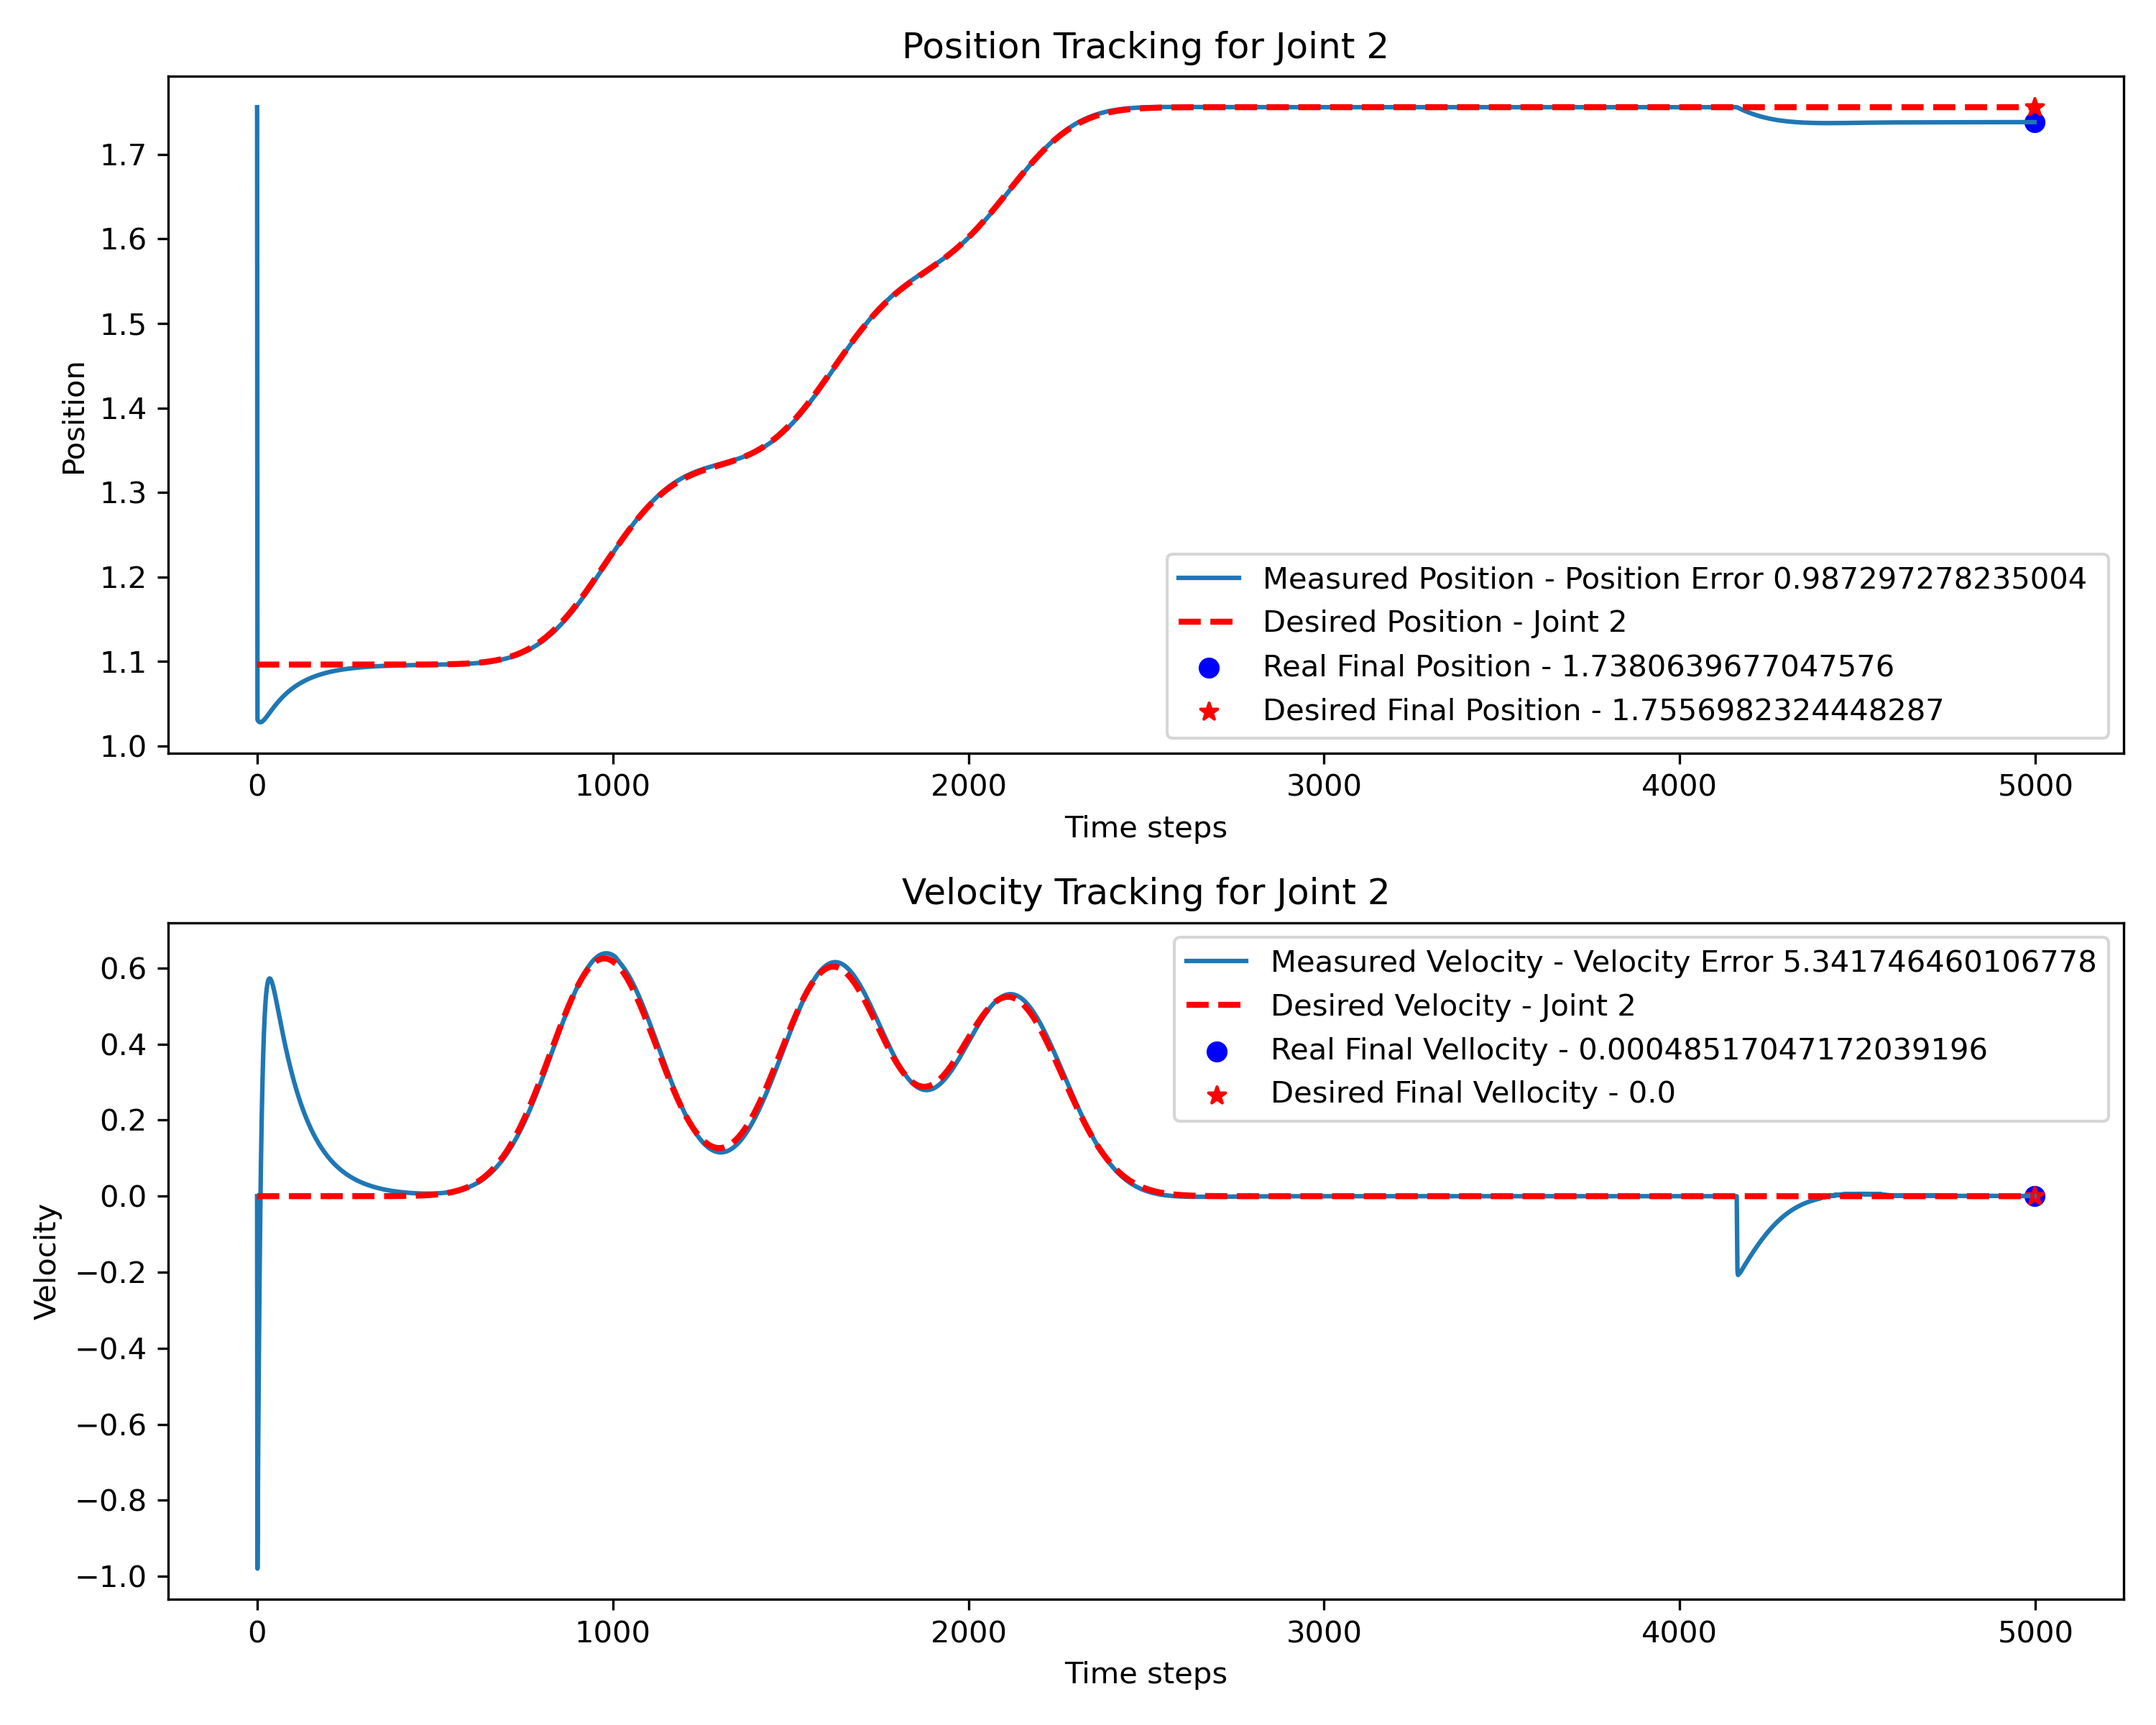 Position Tracking for Joint 2
Position
1.7
1.6
1.5
1.4
1.3
1.2
1.1
1.0
Measured Position - Position Error 0.987297278235004
Desired Position - Joint 2
Real Final Position - 1.7380639677047576
Desired Final Position - 1.7556982324448287
0 1000 2000 3000 4000 5000
Time steps
Velocity Tracking for Joint 2
Velocity
0.6
0.4
0.2
0.0
−0.2
−0.4
−0.6
−0.8
−1.0
Measured Velocity - Velocity Error 5.341746460106778
Desired Velocity - Joint 2
Real Final Vellocity - 0.00048517047172039196
Desired Final Vellocity - 0.0
0 1000 2000 3000 4000 5000
Time steps